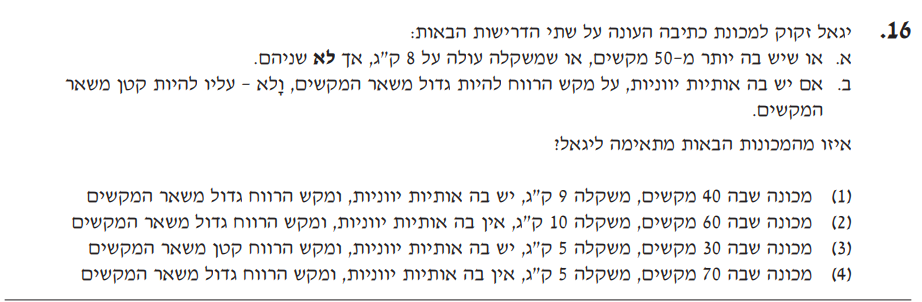 16. יגאל זקוק למכונת כתיבה העונה על שתי הדרישות הבאות:
א. או שיש בה יותר מ-50 מקשים, או שמשקלה עולה על 8 ק"ג, אך לא שניהם.
ב. אם יש בה אותיות יווניות, על מקש הרווח להיות גדול משאר המקשים, וָלא - עליו להיות קטן משאר
המקשים.
איזו מהמכונות הבאות מתאימה ליגאל?
(1) מכונה שבה 40 מקשים, משקלה 9 ק"ג, יש בה אותיות יווניות, ומקש הרווח גדול משאר המקשים
(2) מכונה שבה 60 מקשים, משקלה 10 ק"ג, אין בה אותיות יווניות, ומקש הרווח גדול משאר המקשים
(3) מכונה שבה 30 מקשים, משקלה 5 ק"ג, יש בה אותיות יווניות, ומקש הרווח קטן משאר המקשים
(4) מכונה שבה 70 מקשים, משקלה 5 ק"ג, אין בה אותיות יווניות, ומקש הרווח גדול משאר המקשים